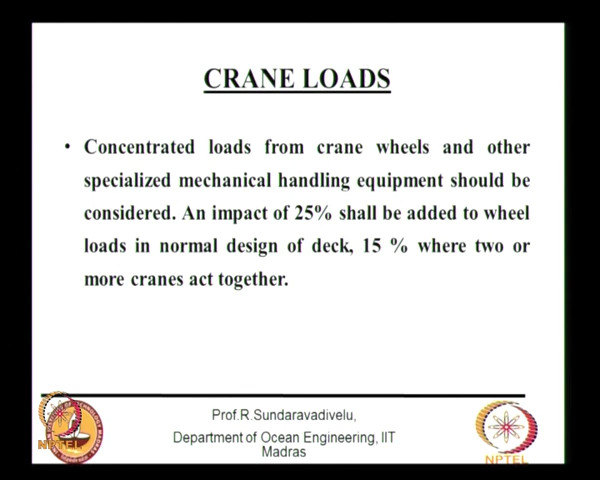 CRANE LOADS
• Concentrated loads from crane wheels and other
specialized mechanical handling equipment should be
considered. An impact of 25% shall be added to wheel
loads in normal design of deck, 15 % where two or
more cranes act together.
Prof.R.Sundaravadivelu,
Department of Ocean Engineering, IIT
Madras
NPTEL
NPTEL